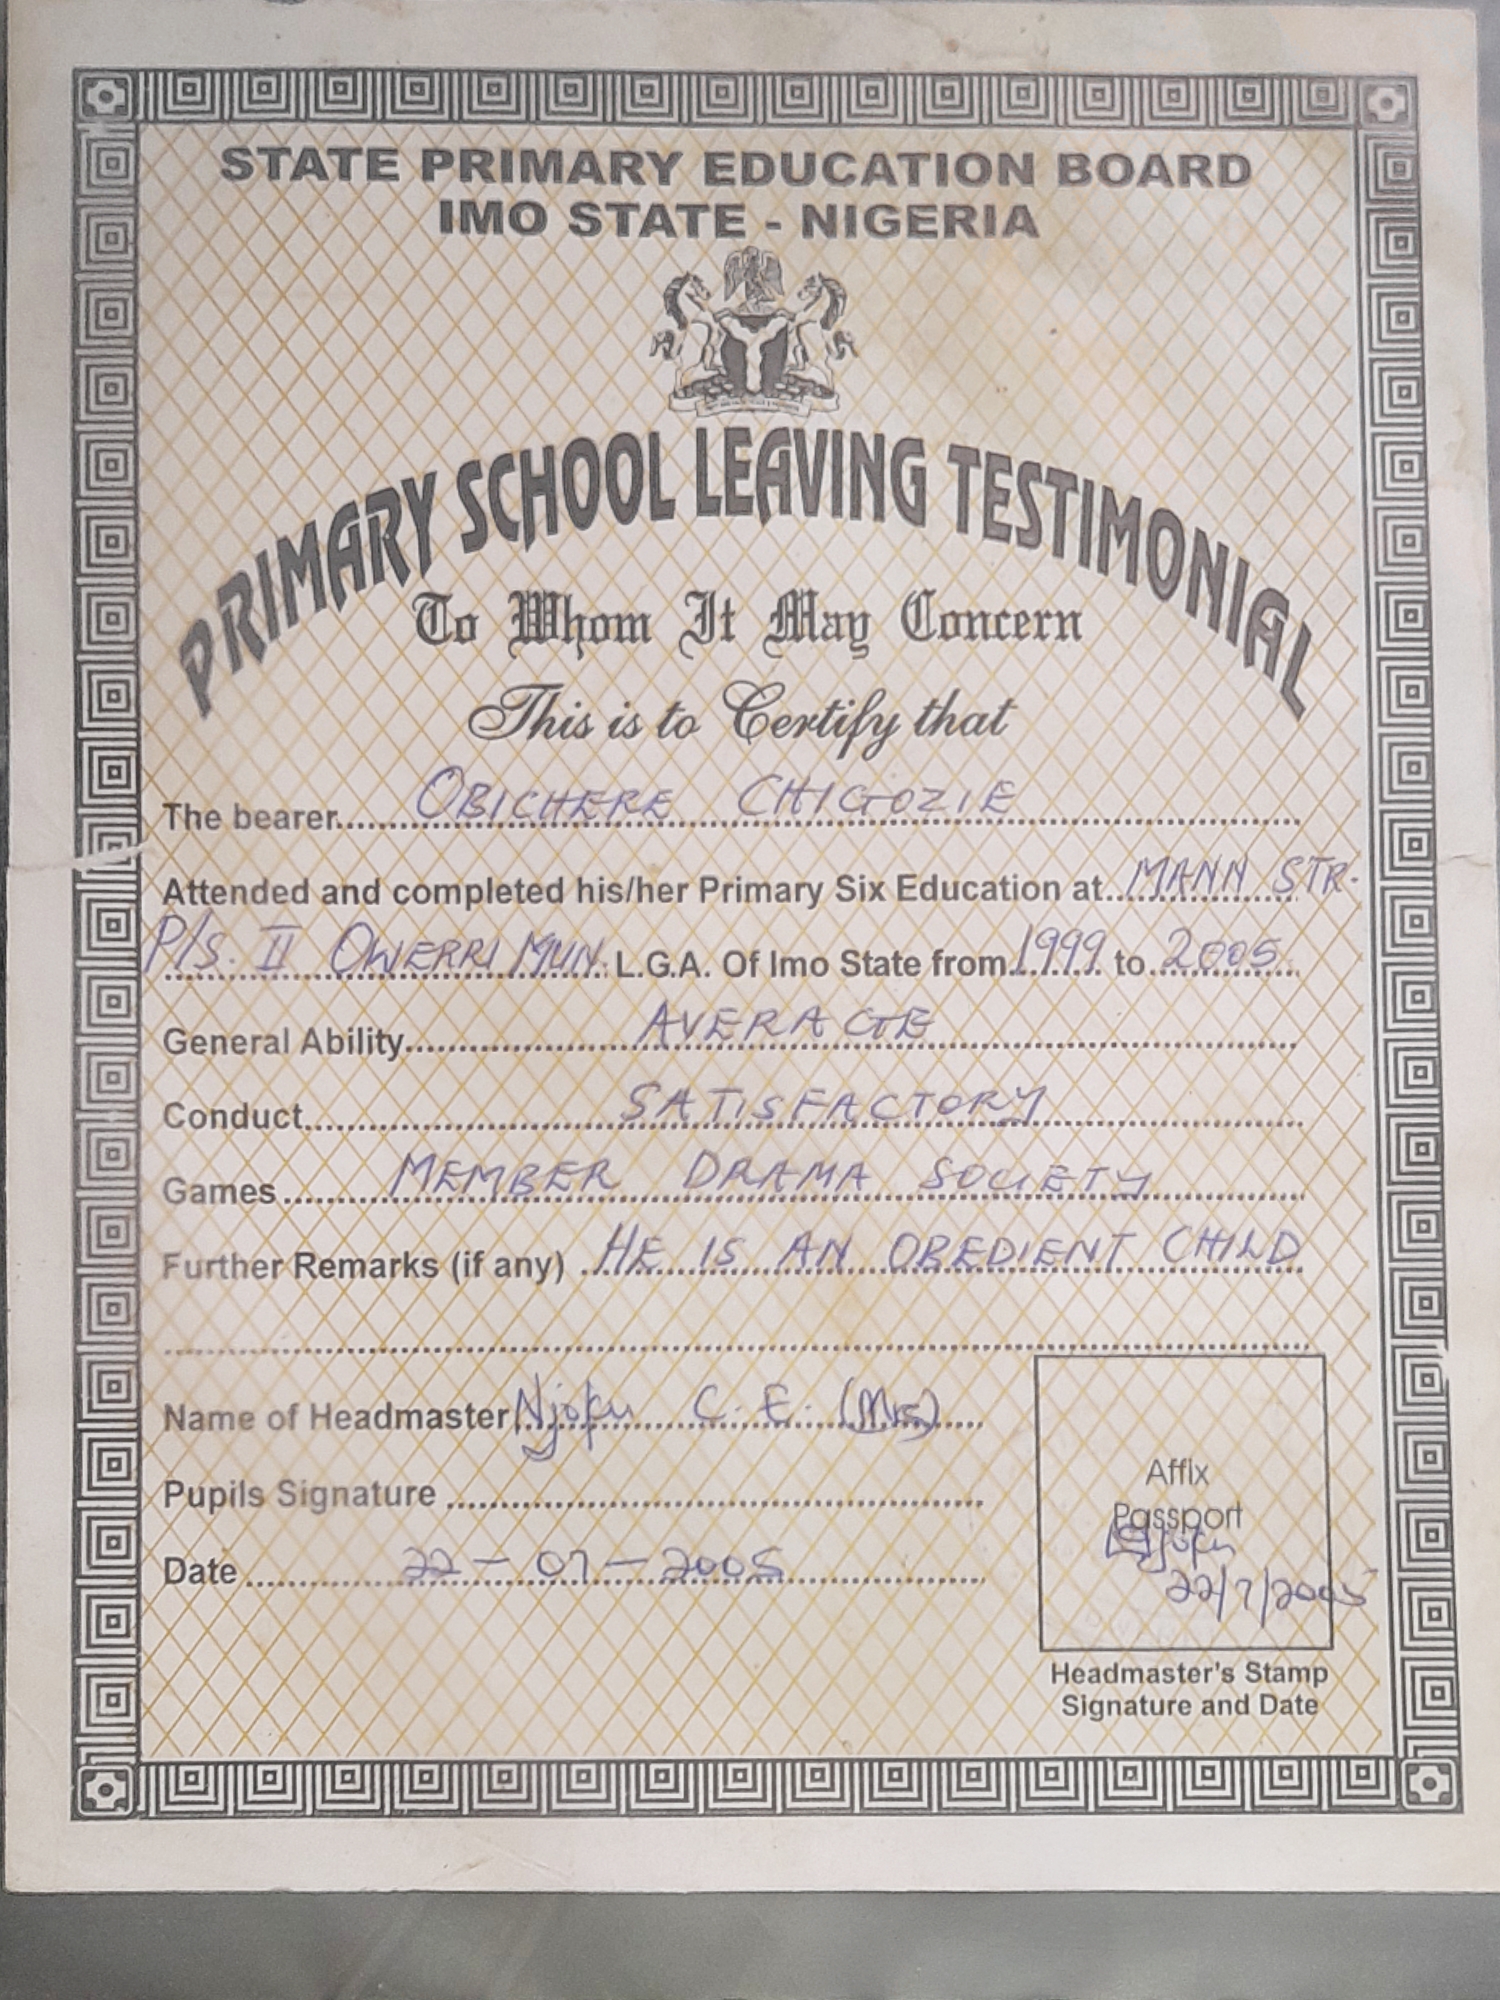 STATE PRIMARY EDUCATION BOARD
IMO STATE - NIGERIA
PRIMARY SCHOOL LEAVING TESTIMONIAL
To Whom It May Concern
This is to Certify that
The bearer OBICHERE CHIGOZIE
Attended and completed his/her Primary Six Education at MANN STR.
P/S. II OWERRI MUN. L.G.A. Of Imo State from 1999 to 2005
General Ability AVERAGE
Conduct SATISFACTORY
Games MEMBER DRAMA SOCIETY
Further Remarks (if any) HE IS AN OBEDIENT CHILD
Name of Headmaster Njoku C. E. (Mrs)
Pupils Signature
Date 22-07-2005
Affix
Passport
Njoku
22/7/2005
Headmaster's Stamp
Signature and Date